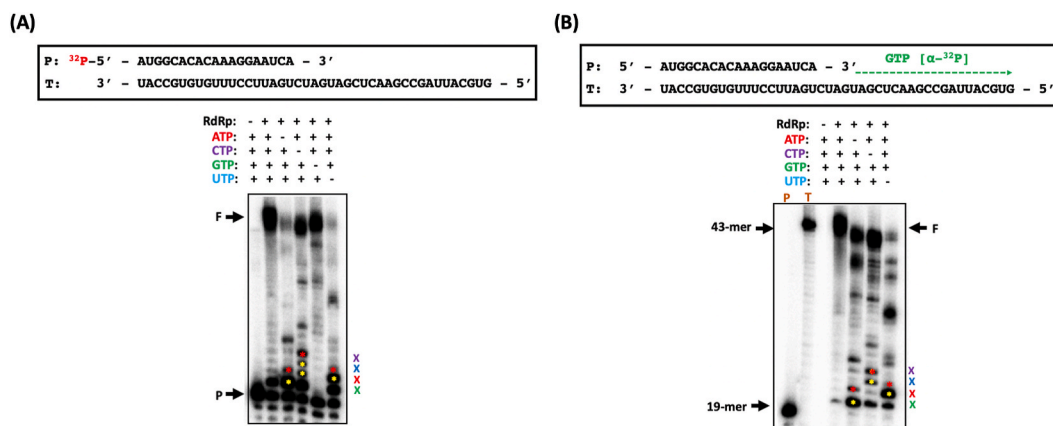 (A)
³²P-5′ - AUGGCACACAAAGGAAUCA - 3′
P:
T: 3′ - UACCGUGUGUUUCCUUAGUCUAGUAGCUCAAGCCGAUUACGUG - 5′
RdRp: - + + + + +
ATP: + + - + + +
CTP: + + + - + +
GTP: + + + + - +
UTP: + + + + + -
F
P
X
X
X
X
(B)
GTP [α-³²P]
P: 5′ - AUGGCACACAAAGGAAUCA - 3′
T: 3′ - UACCGUGUGUUUCCUUAGUCUAGUAGCUCAAGCCGAUUACGUG - 5′
RdRp: - + + + +
ATP: + + - + +
CTP: + + + - +
GTP: + + + + +
UTP: + + + + -
P T
43-mer
F
19-mer
X
X
X
X